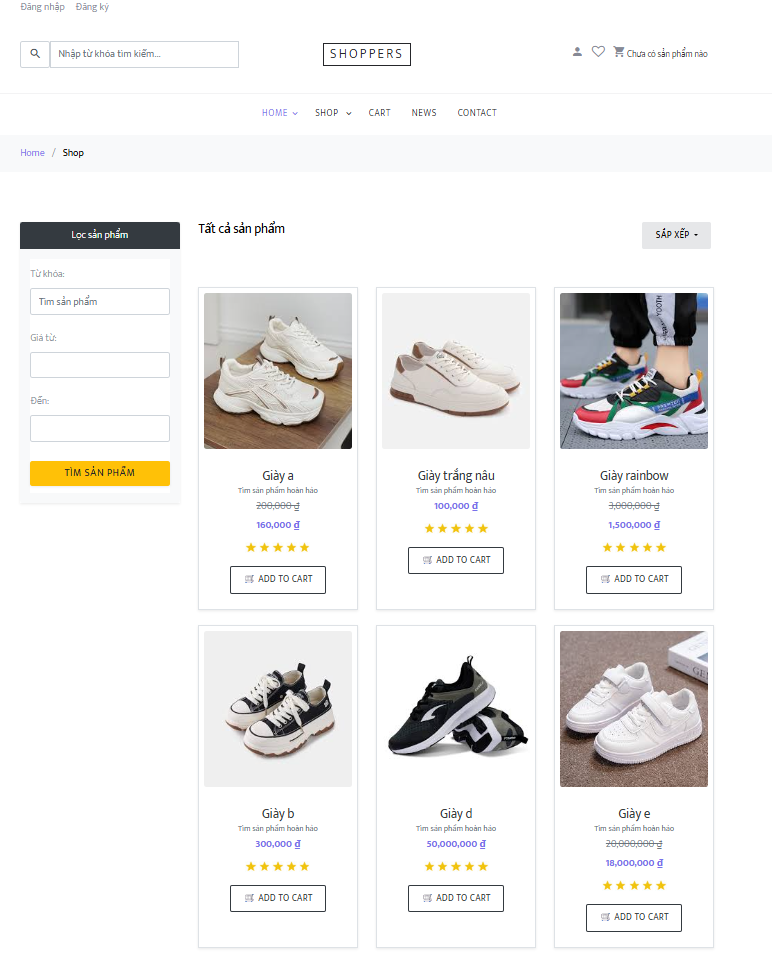 Đăng nhập Đăng ký
Nhập từ khóa tìm kiếm...
SHOPPERS
Chưa có sản phẩm nào
HOME SHOP CART NEWS CONTACT
Home / Shop
Lọc sản phẩm
Từ khóa:
Tìm sản phẩm
Giá từ:
Đến:
TÌM SẢN PHẨM
Tất cả sản phẩm
SẮP XẾP
Giày a
Tìm sản phẩm hoàn hảo
200,000 ₫
160,000 ₫
ADD TO CART
Giày trắng nâu
Tìm sản phẩm hoàn hảo
100,000 ₫
ADD TO CART
YOUTH
Giày rainbow
Tìm sản phẩm hoàn hảo
3,000,000 ₫
1,500,000 ₫
ADD TO CART
Giày b
Tìm sản phẩm hoàn hảo
300,000 ₫
ADD TO CART
Giày d
Tìm sản phẩm hoàn hảo
50,000,000 ₫
ADD TO CART
Giày e
Tìm sản phẩm hoàn hảo
20,000,000 ₫
18,000,000 ₫
ADD TO CART